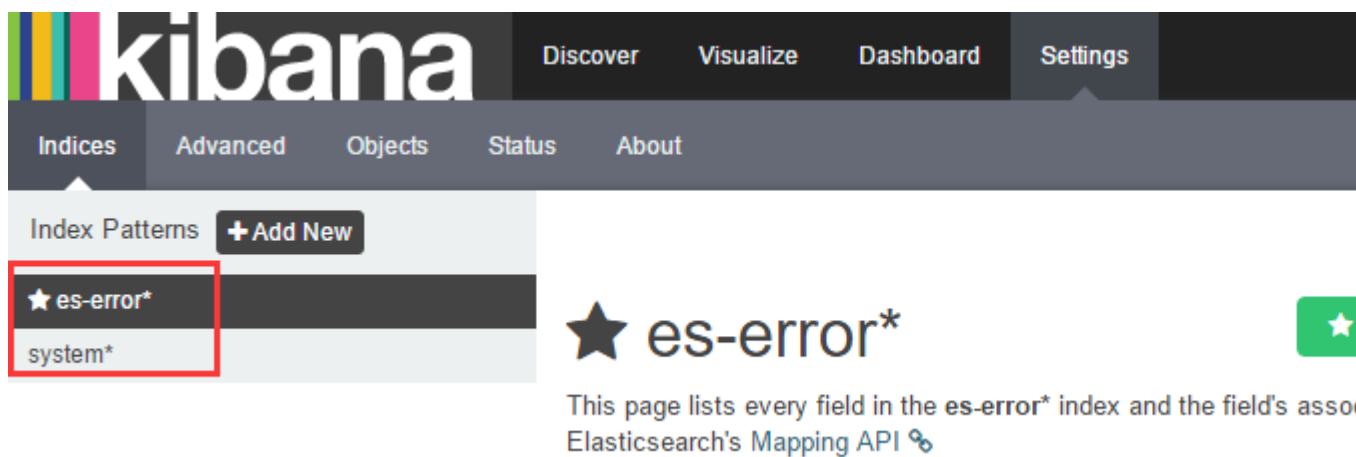 kibana Discover Visualize Dashboard Settings
Indices Advanced Objects Status About
Index Patterns + Add New
★ es-error*
system*
★ es-error*
This page lists every field in the es-error* index and the field's
Elasticsearch's Mapping API